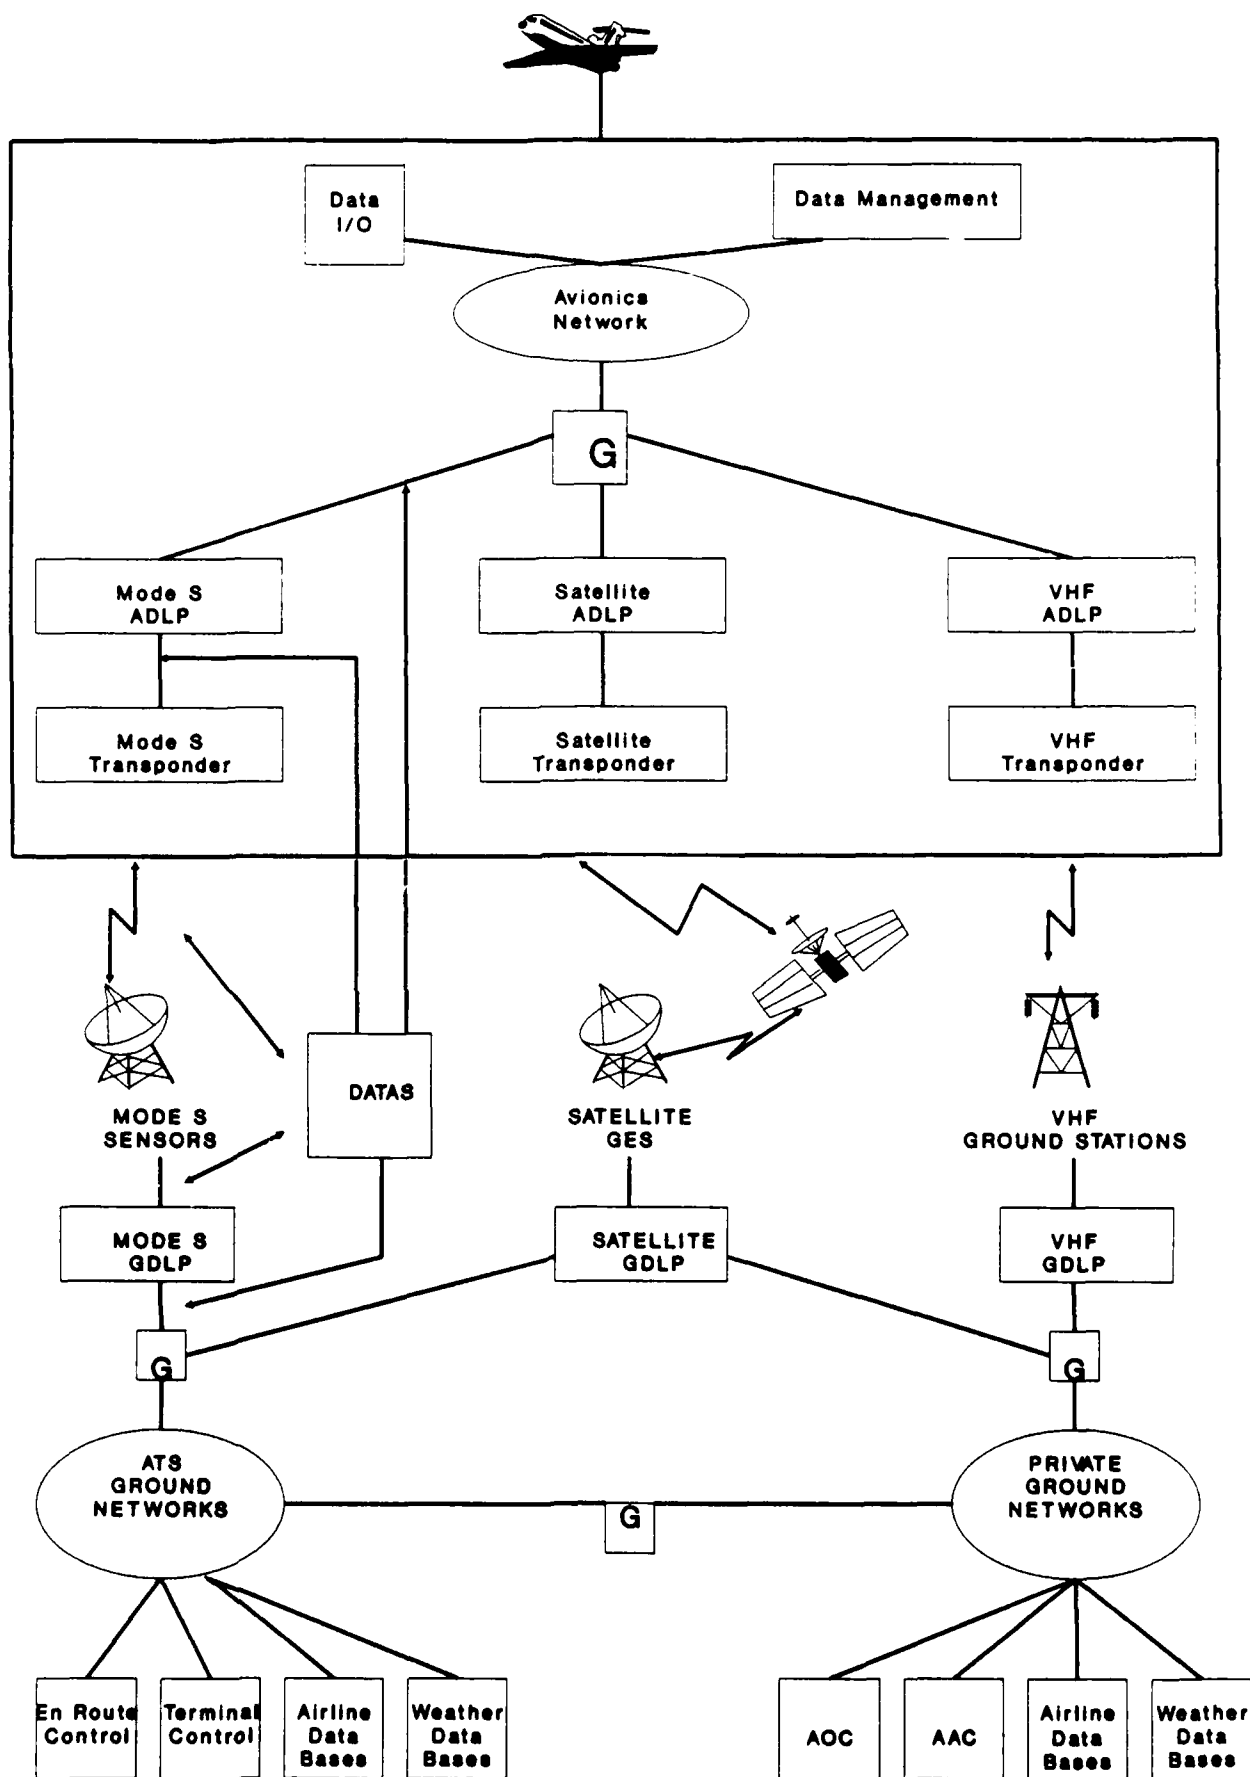 Data
I/O
Data Management
Avionics
Network
G
Mode S
ADLP
Satellite
ADLP
VHF
ADLP
Mode S
Transponder
Satellite
Transponder
VHF
Transponder
DATAS
MODE S
SENSORS
SATELLITE
GES
VHF
GROUND STATIONS
MODE S
GDLP
SATELLITE
GDLP
VHF
GDLP
G
G
ATS
GROUND
NETWORKS
PRIVATE
GROUND
NETWORKS
G
En Route
Control
Terminal
Control
Airline
Data
Bases
Weather
Data
Bases
AOC
AAC
Airline
Data
Bases
Weather
Data
Bases